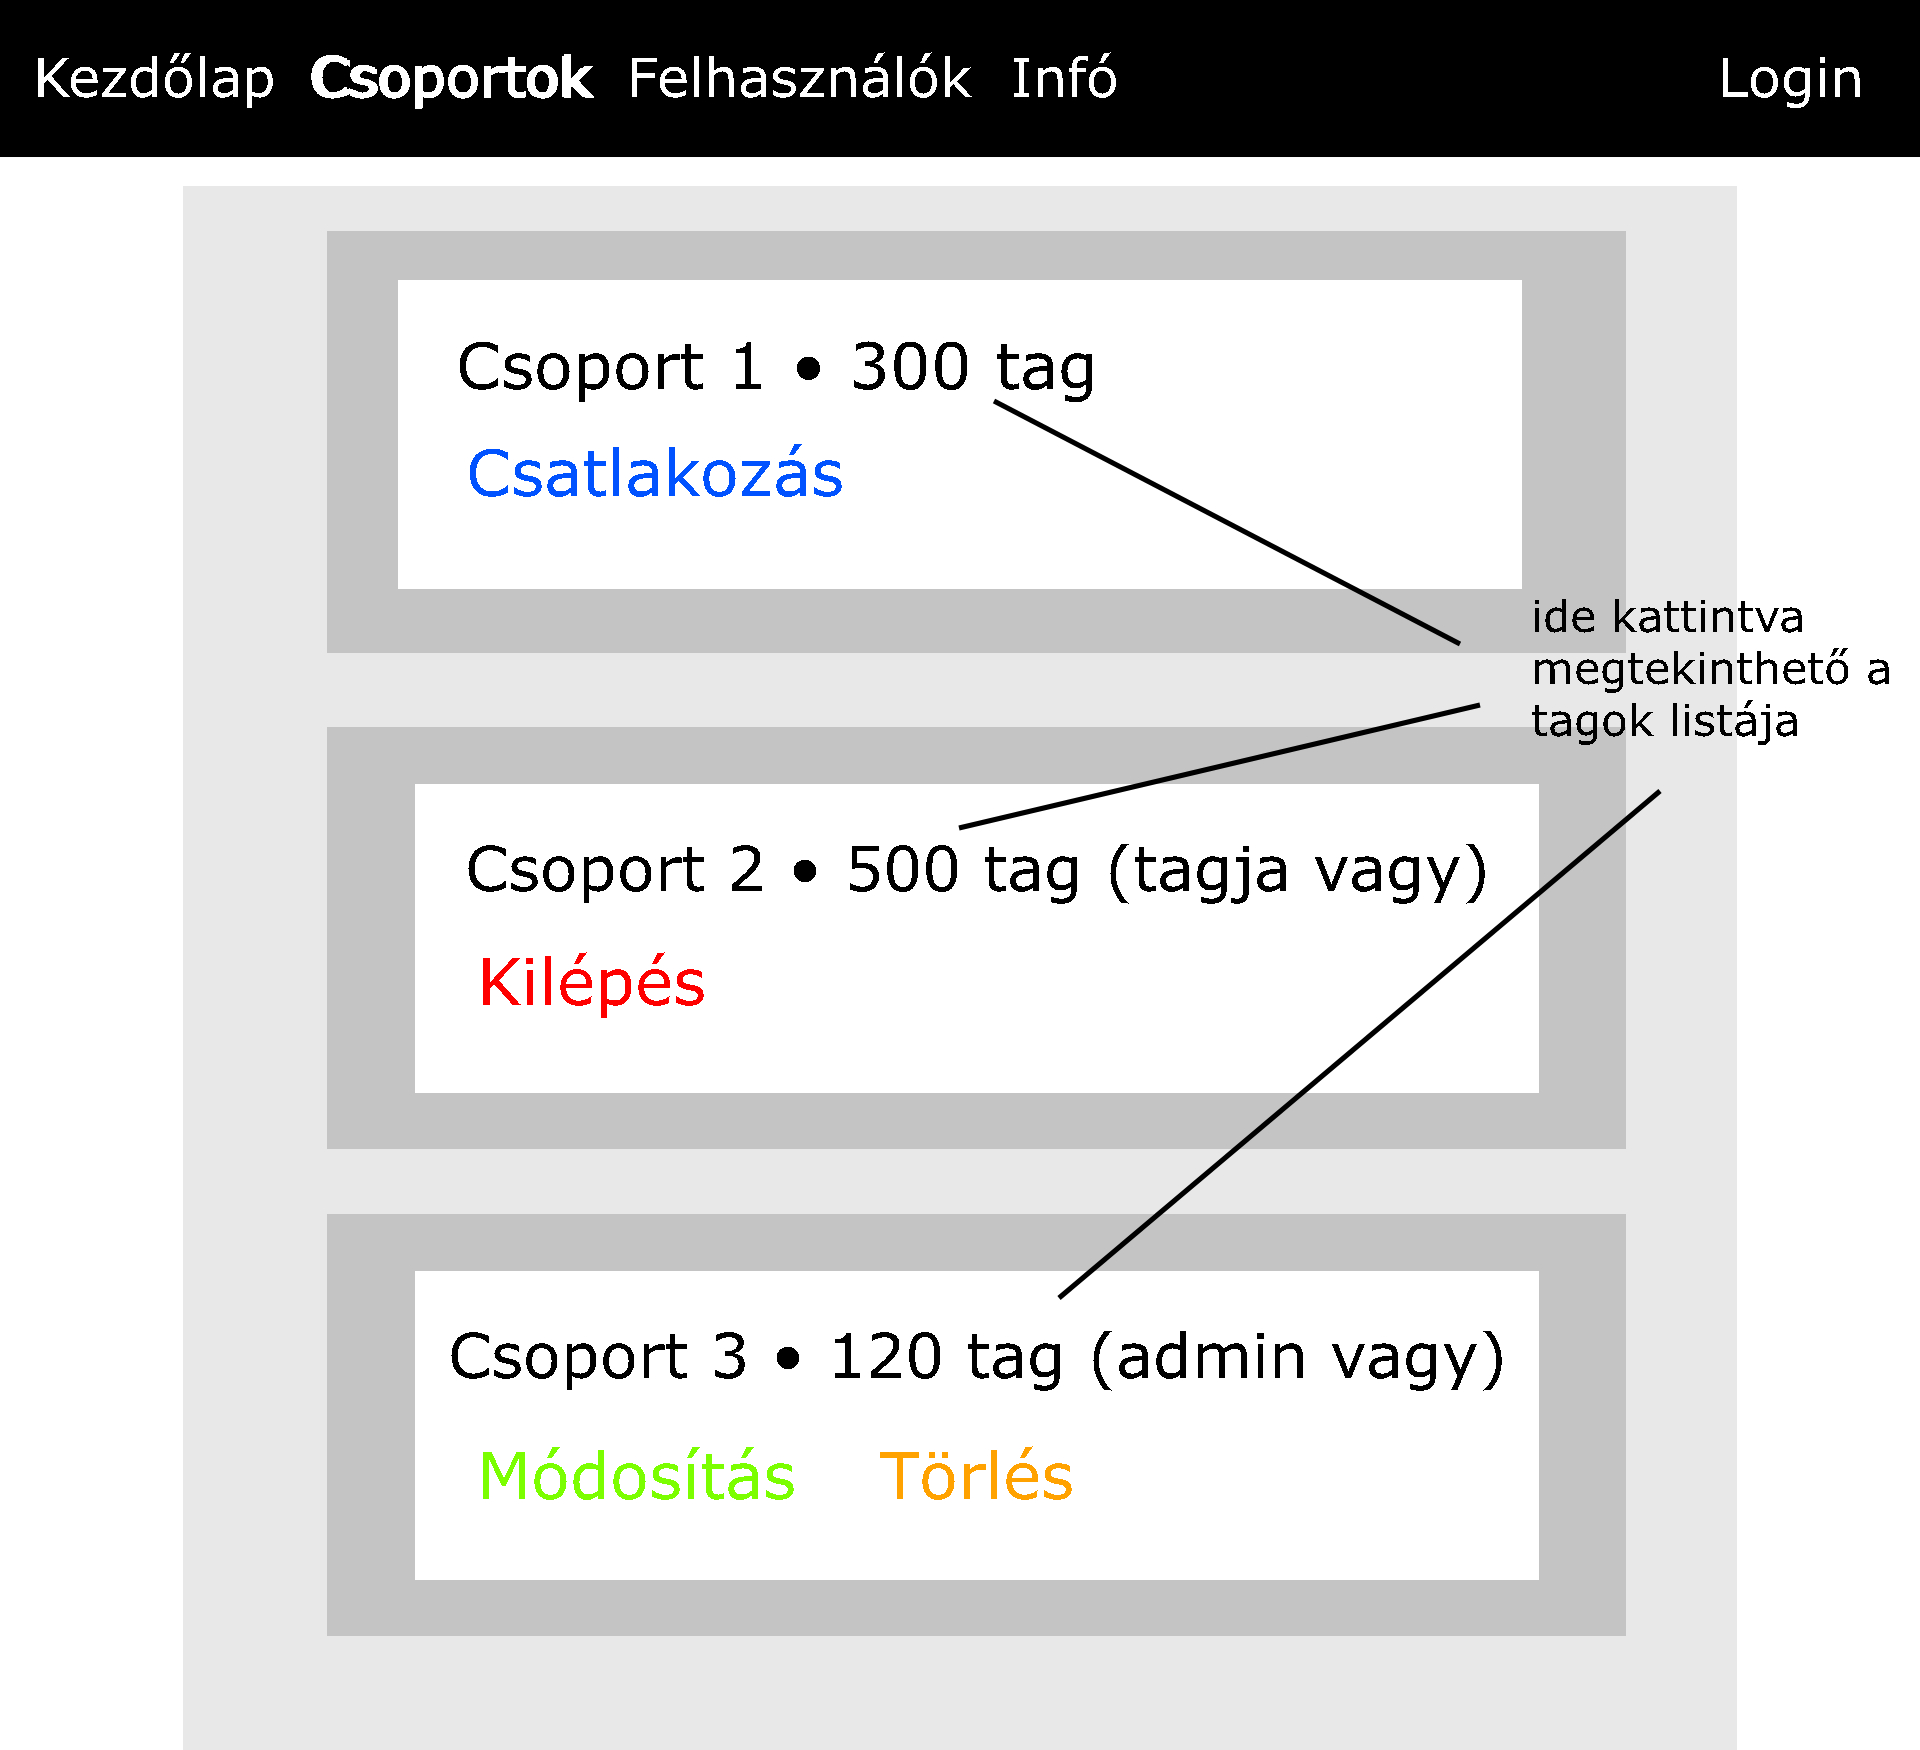 Kezdőlap Csoportok Felhasználók Infó Login
Csoport 1 • 300 tag
Csatlakozás
ide kattintva
megtekinthető a
tagok listája
Csoport 2 • 500 tag (tagja vagy)
Kilépés
Csoport 3 • 120 tag (admin vagy)
Módosítás Törlés